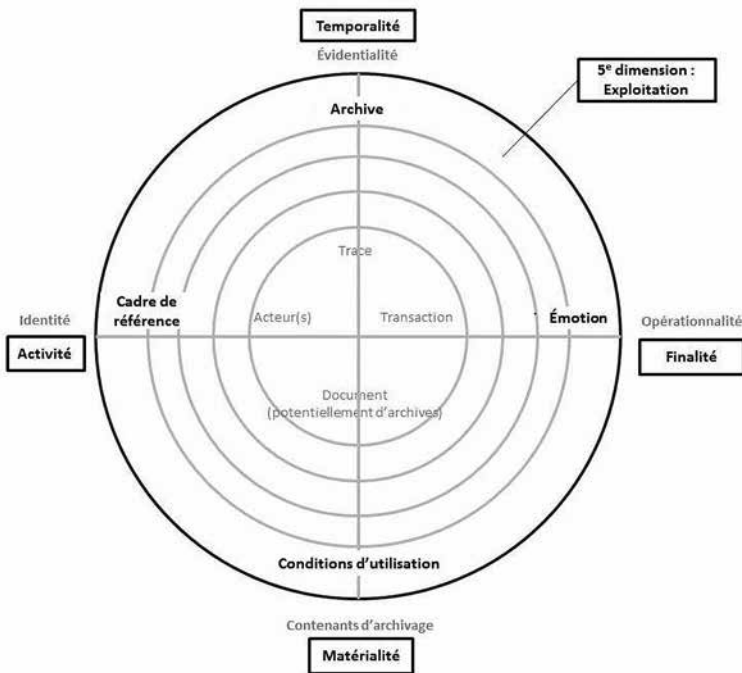 Temporalité
Évidentialité
5e dimension :
Exploitation
Archive
Trace
Identité
Activité
Cadre de
référence
Acteur(s)
Transaction
Émotion
Opérationnalité
Finalité
Document
(potentiellement d'archives)
Conditions d'utilisation
Contenants d'archivage
Matérialité